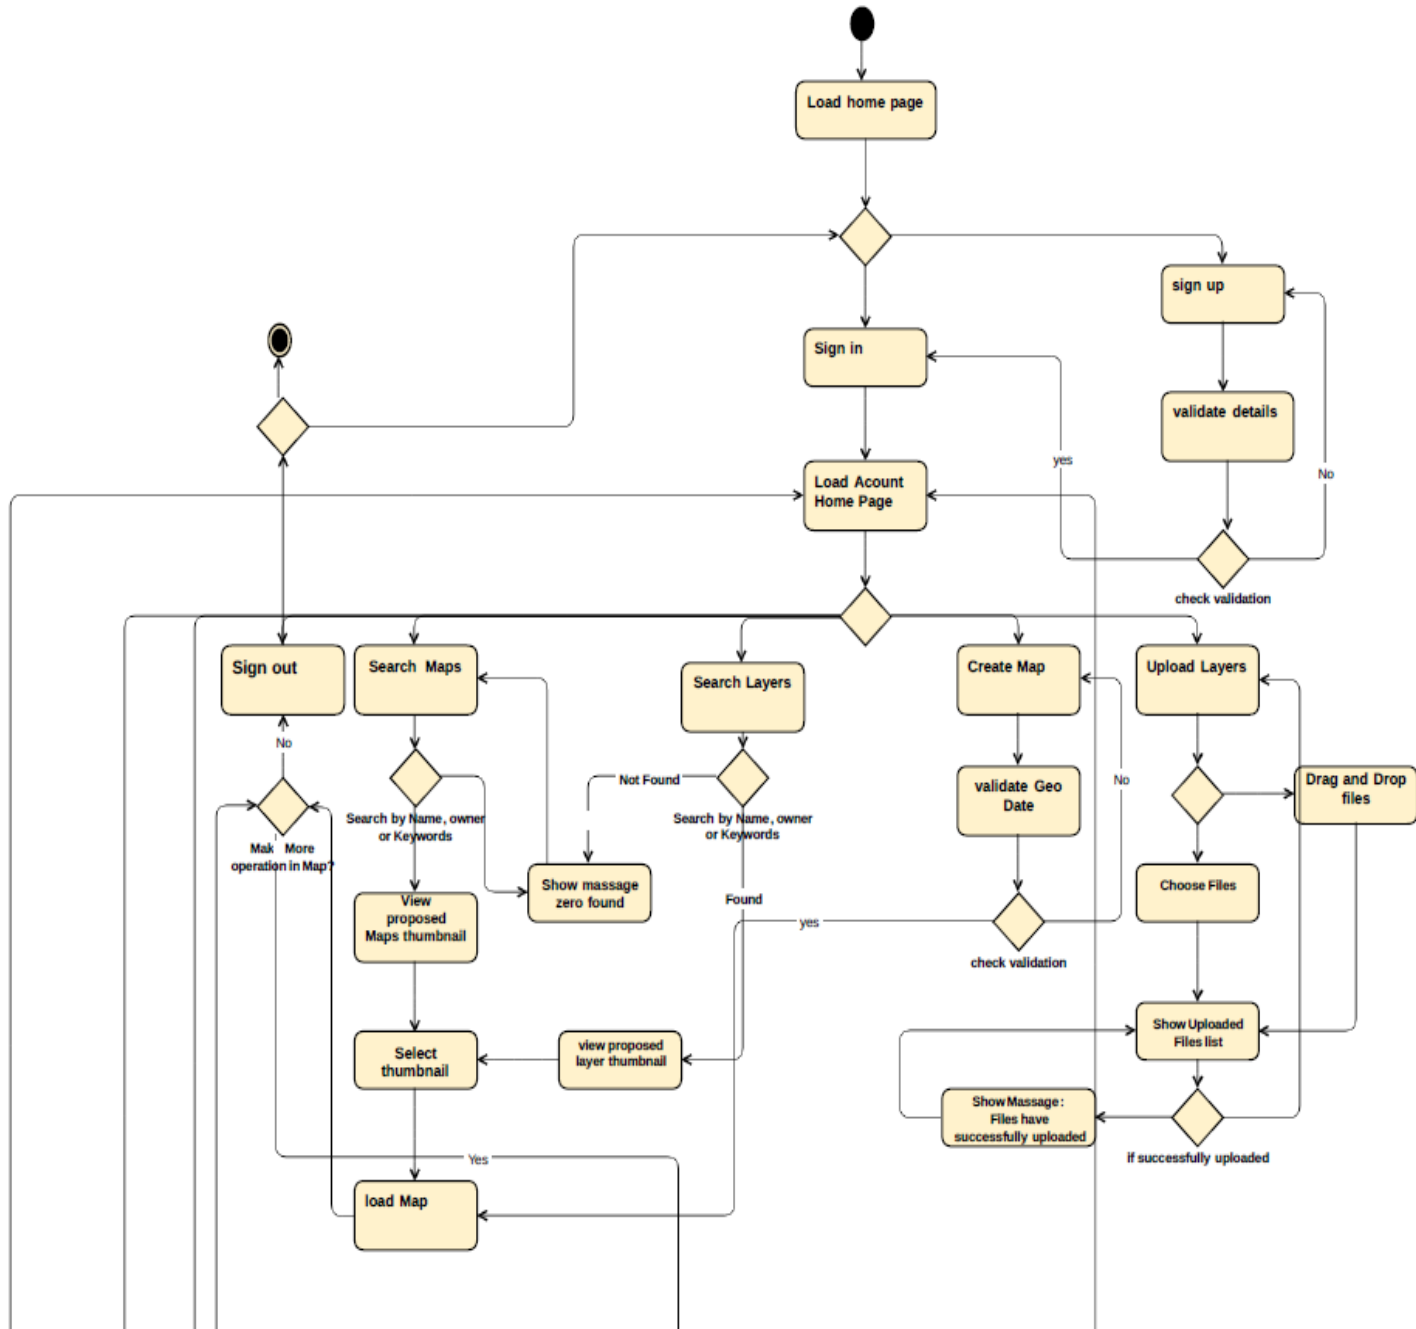 Load home page
sign up
Sign in
validate details
yes
No
Load Acount
Home Page
check validation
Sign out
Search Maps
Search Layers
Create Map
Upload Layers
No
Not Found
No
validate Geo
Date
Drag and Drop
files
Search by Name, owner
or Keywords
Search by Name, owner
or Keywords
Mak More
operation in Map?
Show massage
zero found
Found
Choose Files
View
proposed
Maps thumbnail
yes
check validation
Show Uploaded
Files list
Select
thumbnail
view proposed
layer thumbnail
Show Massage:
Files have
successfully uploaded
if successfully uploaded
Yes
load Map